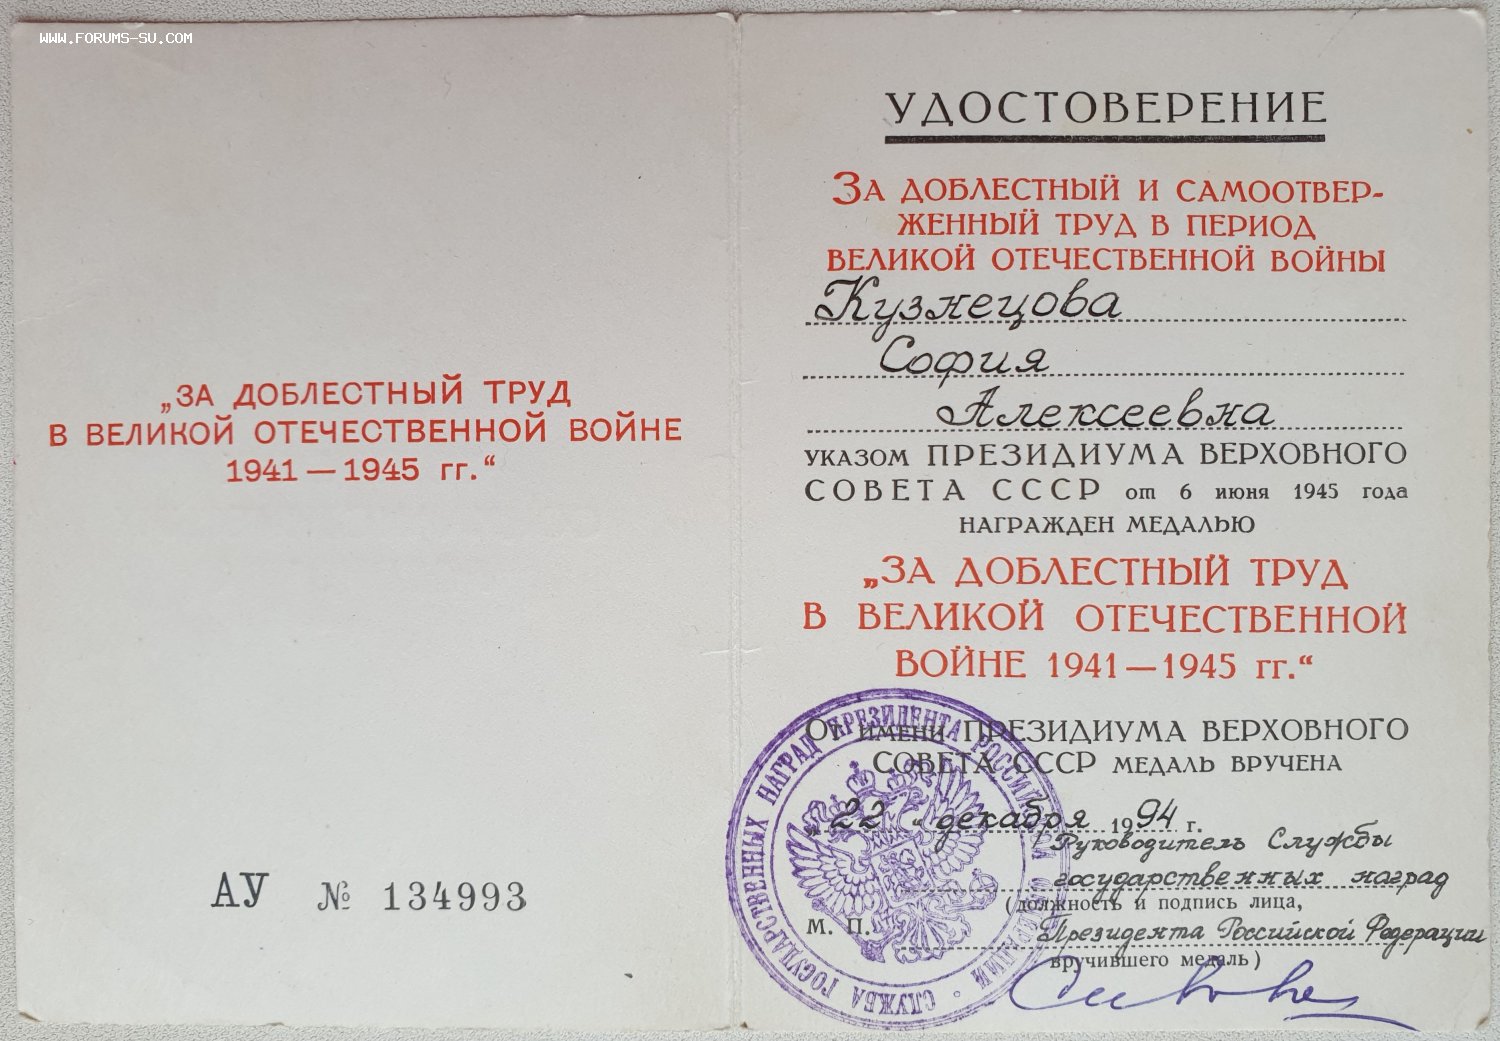 WWW.FORUMS-SU.COM
„ЗА ДОБЛЕСТНЫЙ ТРУД
В ВЕЛИКОЙ ОТЕЧЕСТВЕННОЙ ВОЙНЕ
1941 — 1945 гг.“
АУ № 134993
УДОСТОВЕРЕНИЕ
ЗА ДОБЛЕСТНЫЙ И САМООТВЕР-
ЖЕННЫЙ ТРУД В ПЕРИОД
ВЕЛИКОЙ ОТЕЧЕСТВЕННОЙ ВОЙНЫ
Кузнецова
София
Алексеевна
УКАЗОМ ПРЕЗИДИУМА ВЕРХОВНОГО
СОВЕТА СССР от 6 июня 1945 года
НАГРАЖДЕН МЕДАЛЬЮ
„ЗА ДОБЛЕСТНЫЙ ТРУД
В ВЕЛИКОЙ ОТЕЧЕСТВЕННОЙ
ВОЙНЕ 1941 — 1945 гг.“
От ИМЕНИ ПРЕЗИДИУМА ВЕРХОВНОГО
СОВЕТА СССР МЕДАЛЬ ВРУЧЕНА
„22“ декабря 1994 г.
Руководитель Службы
государственных наград
(должность и подпись лица,
М. П.
Президента Российской Федерации
вручившего медаль)
СЛУЖБА ГОСУДАРСТВЕННЫХ НАГРАД ПРЕЗИДЕНТА РОССИЙСКОЙ ФЕДЕРАЦИИ